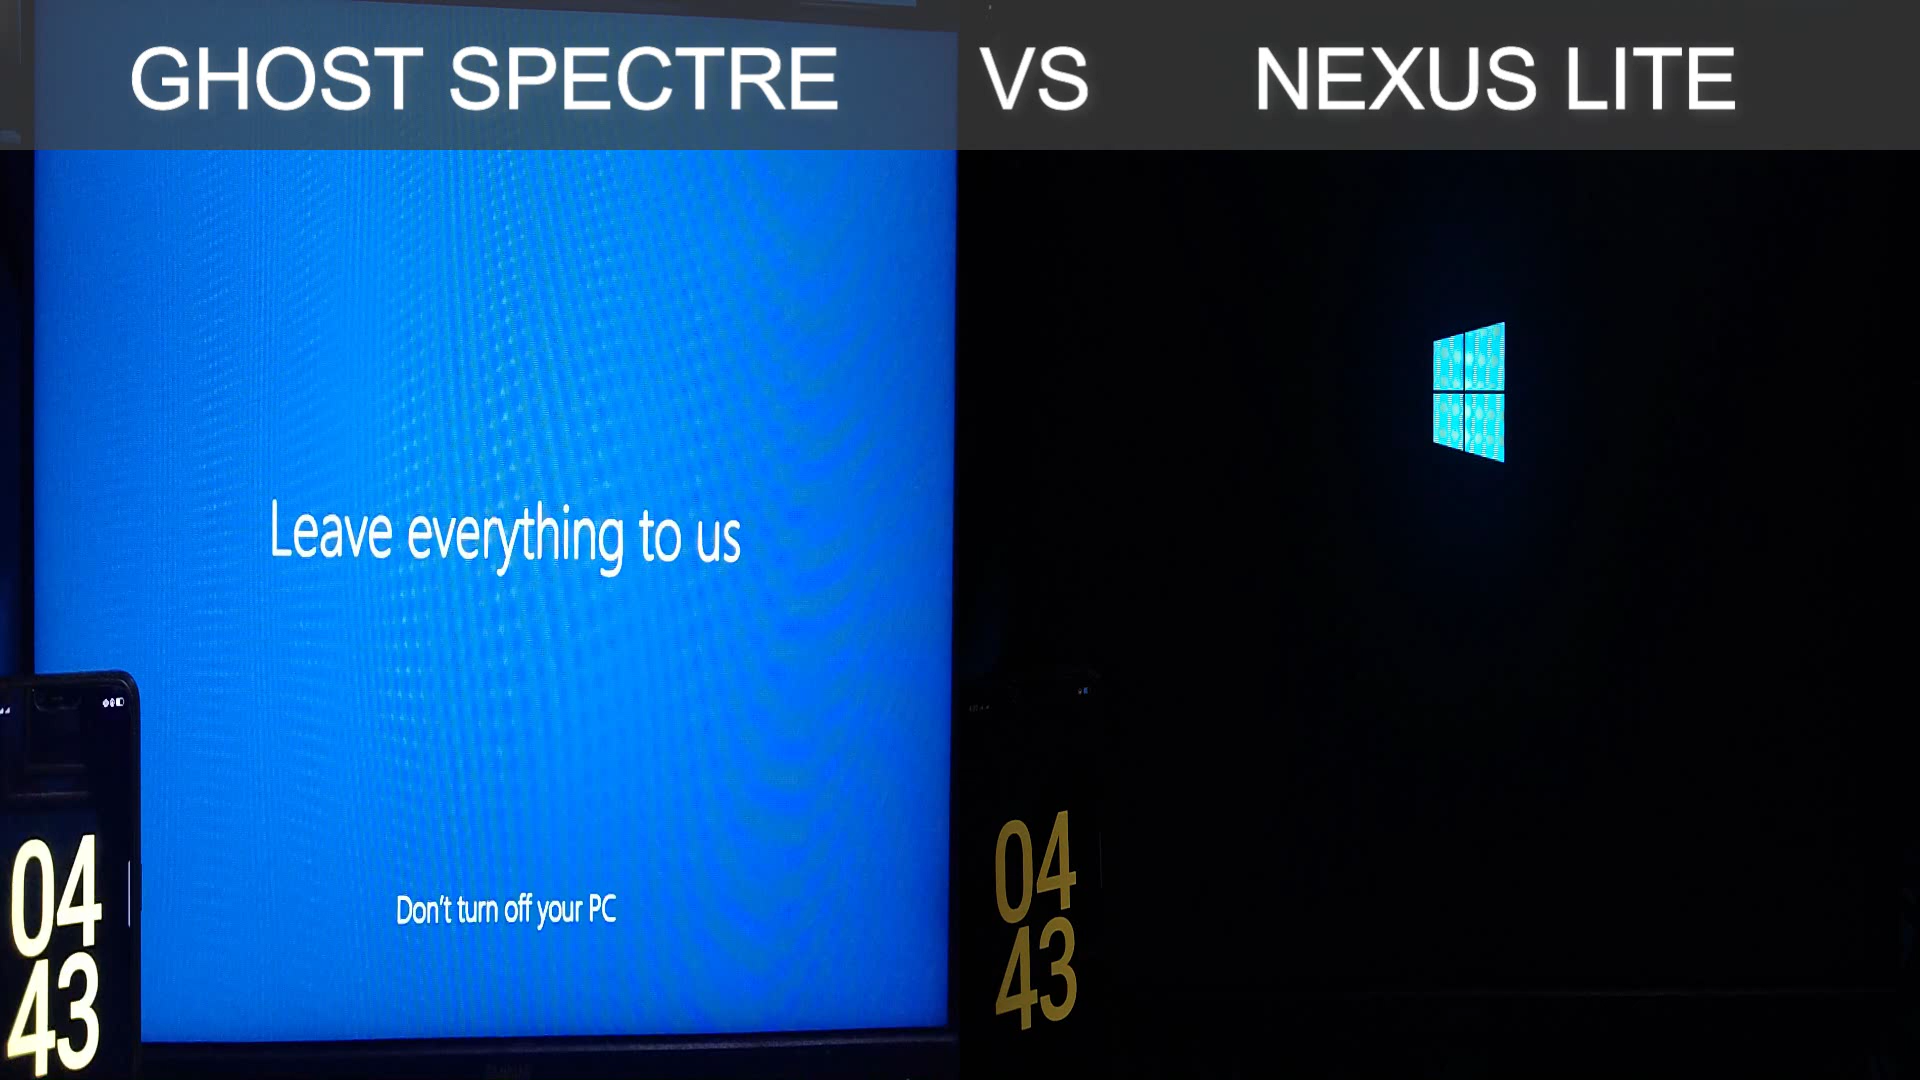 GHOST SPECTRE VS NEXUS LITE
Leave everything to us
Don't turn off your PC
04
43
04
43